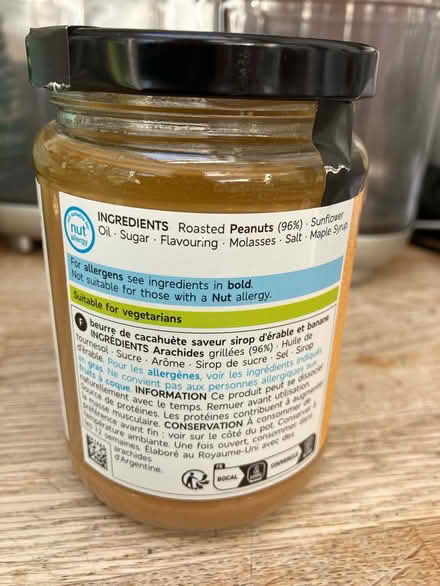 nut
allergy
INGREDIENTS Roasted Peanuts (96%) · Sunflower
Oil · Sugar · Flavouring · Molasses · Salt · Maple Syrup
For allergens see ingredients in bold.
Not suitable for those with a Nut allergy.
Suitable for vegetarians
F beurre de cacahuète saveur sirop d'érable et banane
INGRÉDIENTS Arachides grillées (96%) · Huile de
tournesol · Sucre · Arôme · Sirop de sucre · Sel · Sirop
d'érable. Pour les allergènes, voir les ingrédients indiqués
gras. Ne convient pas aux personnes allergiques aux
fruits à coque. INFORMATION Ce produit peut se dissocier
naturellement avec le temps. Remuer avant utilisation.
Source de protéines. Les protéines contribuent à augmenter
masse musculaire. CONSERVATION À consommer de
préférence avant fin : voir sur le côté du pot. Conserver à
température ambiante. Une fois ouvert, consommer dans
les 12 semaines. Élaboré au Royaume-Uni avec des
arachides
d'Argentine.
FR
BOCAL